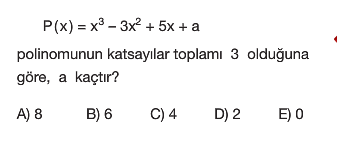 P(x) = x³ – 3x² + 5x + a
polinomunun katsayılar toplamı 3 olduğuna
göre, a kaçtır?
A) 8 B) 6 C) 4 D) 2 E) 0